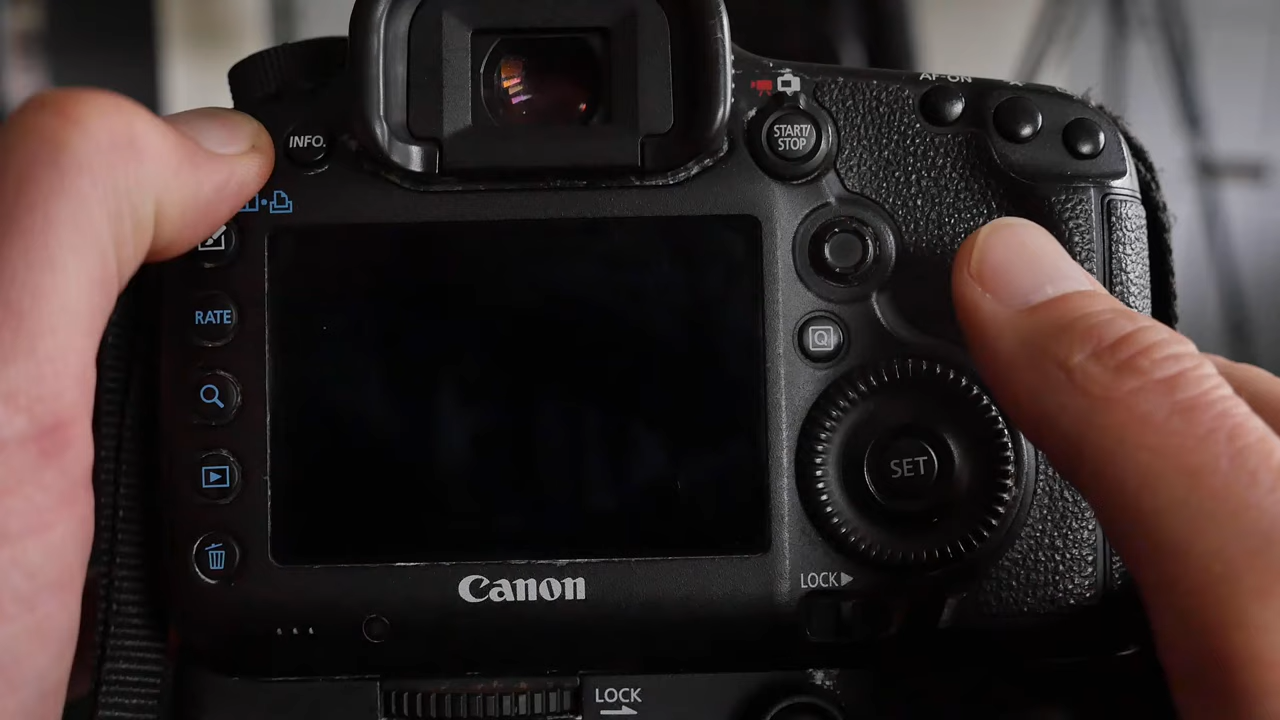 AF-ON
INFO.
START/
STOP
RATE
Q
SET
Canon
LOCK
LOCK